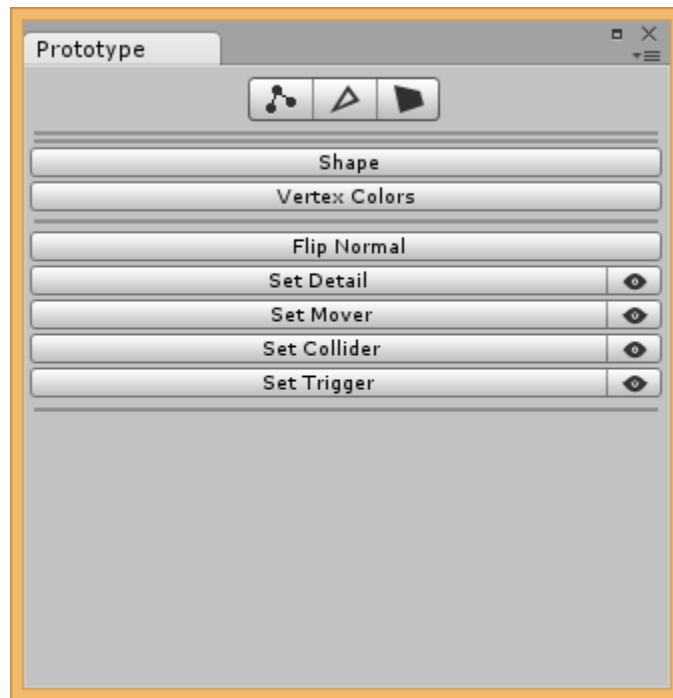 Prototype
Shape
Vertex Colors
Flip Normal
Set Detail
Set Mover
Set Collider
Set Trigger